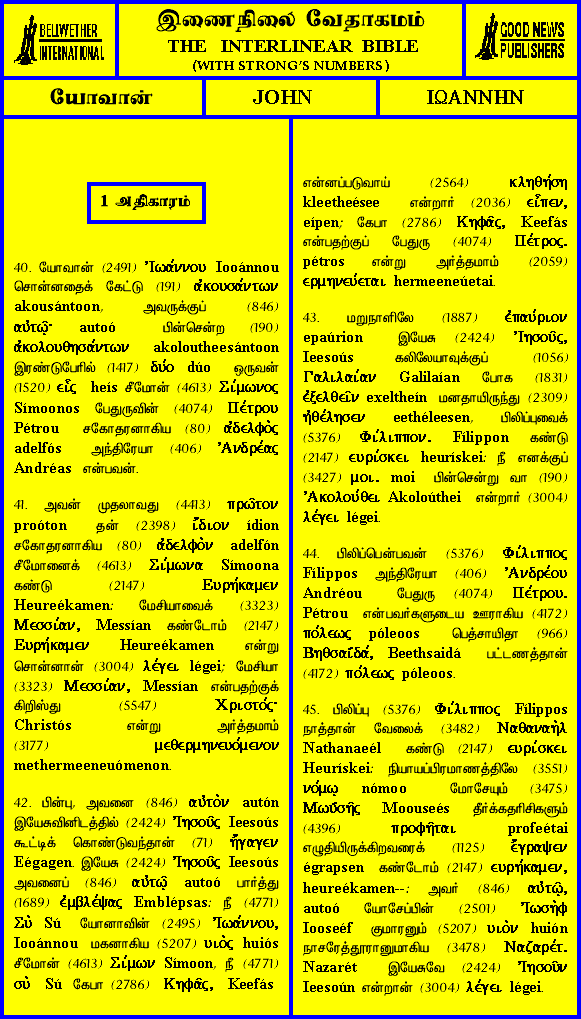 BELLWETHER
INTERNATIONAL
இணைநிலை வேதாகமம்
THE INTERLINEAR BIBLE
(WITH STRONG'S NUMBERS)
GOOD NEWS
PUBLISHERS
யோவான்
JOHN
ΙΩΑΝΝΗΝ
1 அதிகாரம்
40. யோவான் (2491) Ἰωάννου Iooánnou
சொன்னதைக் கேட்டு (191) ἀκουσάντων
akousántoon, அவருக்குப் (846)
αὐτῷ· autoó பின்சென்ற (190)
ἀκολουθησάντων akoloutheesántoon
இரண்டுபேரில் (1417) δύο dúo ஒருவன்
(1520) εἷς heís சீமோன் (4613) Σίμωνος
Símoonos பேதுருவின் (4074) Πέτρου
Pétrou சகோதரனாகிய (80) ἀδελφὸς
adelfós அந்திரேயா (406) Ἀνδρέας
Andréas என்பவன்.
41. அவன் முதலாவது (4413) πρῶτον
proóton தன் (2398) ἴδιον ídion
சகோதரனாகிய (80) ἀδελφὸν adelfón
சீமோனைக் (4613) Σίμωνα Símoona
கண்டு (2147) Ευρήκαμεν
Heureékamen: மேசியாவைக் (3323)
Μεσσίαν, Messían கண்டோம் (2147)
Ευρήκαμεν Heureékamen என்று
சொன்னான் (3004) λέγει légei; மேசியா
(3323) Μεσσίαν, Messían என்பதற்குக்
கிறிஸ்து (5547) Χριστός·
Christós என்று அர்த்தமாம்
(3177) μεθερμηνευόμενον
methermeeneuómenon.
42. பின்பு, அவனை (846) αὐτὸν autón
இயேசுவினிடத்தில் (2424) Ἰησοῦς Ieesoús
கூட்டிக் கொண்டுவந்தான் (71) ἤγαγεν
Eégagen. இயேசு (2424) Ἰησοῦς Ieesoús
அவனைப் (846) αὐτῷ autoó பார்த்து
(1689) ἐμβλέψας Emblépsas: நீ (4771)
Σὺ Sú யோனாவின் (2495) Ἰωάννου,
Iooánnou மகனாகிய (5207) υιὸς huiós
சீமோன் (4613) Σίμων Símoon, நீ (4771)
σὺ Sú கேபா (2786) Κηφᾶς, Keefás
என்னப்படுவாய் (2564) κληθήση
kleetheésee என்றார் (2036) εἶπεν,
eípen; கேபா (2786) Κηφᾶς, Keefás
என்பதற்குப் பேதுரு (4074) Πέτρος.
pétros என்று அர்த்தமாம் (2059)
ερμηνεύεται hermeeneúetai.
43. மறுநாளிலே (1887) ἐπαύριον
epaúrion இயேசு (2424) Ἰησοῦς,
Ieesoús கலிலேயாவுக்குப் (1056)
Γαλιλαίαν Galilaían போக (1831)
ἐξελθεῖν exeltheín மனதாயிருந்து (2309)
ἠθέλησεν eethéleesen, பிலிப்புவைக்
(5376) Φίλιππον. Fílippon கண்டு
(2147) ευρίσκει heurískei: நீ எனக்குப்
(3427) μοι. moi பின்சென்று வா (190)
Ἀκολούθει Akoloúthei என்றார் (3004)
λέγει légei.
44. பிலிப்பென்பவன் (5376) Φίλιππος
Fílippos அந்திரேயா (406) Ἀνδρέου
Andréou பேதுரு (4074) Πέτρου.
Pétrou என்பவர்களுடைய ஊராகிய (4172)
πόλεως póleoos பெத்சாயிதா (966)
Βηθσαϊδά, Beethsaidá பட்டணத்தான்
(4172) πόλεως póleoos.
45. பிலிப்பு (5376) Φίλιππος Fílippos
நாத்தான் வேலைக் (3482) Ναθαναὴλ
Nathanaeél கண்டு (2147) ευρίσκει
Heurískei: நியாயப்பிரமாணத்திலே (3551)
νόμῳ nómoo மோசேயும் (3475)
Μωϋσῆς Moouseés தீர்க்கதரிசிகளும்
(4396) προφῆται profeétai
எழுதியிருக்கிறவரைக் (1125) ἔγραψεν
égrapsen கண்டோம் (2147) ευρήκαμεν,
heureékamen--: அவர் (846) αὐτῷ,
autoó யோசேப்பின் (2501) Ἰωσὴφ
Iooseéf குமாரனும் (5207) υιὸν huión
நாசரேத்தூரானுமாகிய (3478) Ναζαρέτ.
Nazarét இயேசுவே (2424) Ἰησοῦν
Ieesoún என்றான் (3004) λέγει légei.